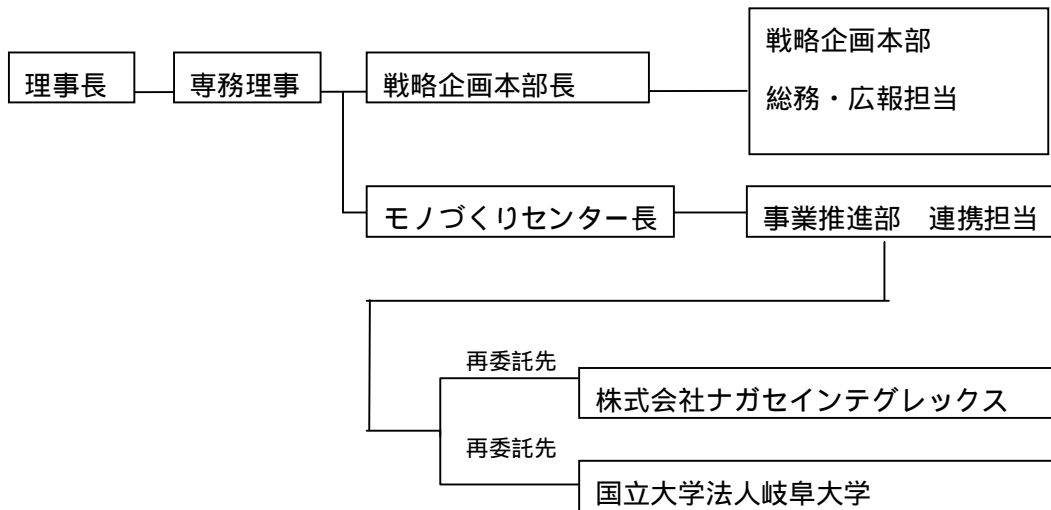 理事長
専務理事
戦略企画本部長
戦略企画本部
総務・広報担当
モノづくりセンター長
事業推進部　連携担当
再委託先
株式会社ナガセインテグレックス
再委託先
国立大学法人岐阜大学